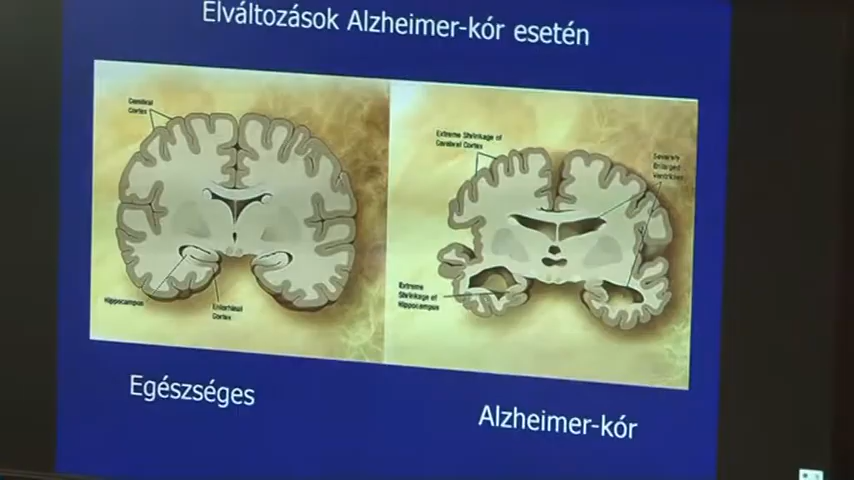 Elváltozások Alzheimer-kór esetén
Cerebral
Cortex
Extreme Shrinkage of
Cerebral Cortex
Severely
Enlarged
Ventricles
Hippocampus
Entorhinal
Cortex
Extreme
Shrinkage of
Hippocampus
Egészséges
Alzheimer-kór